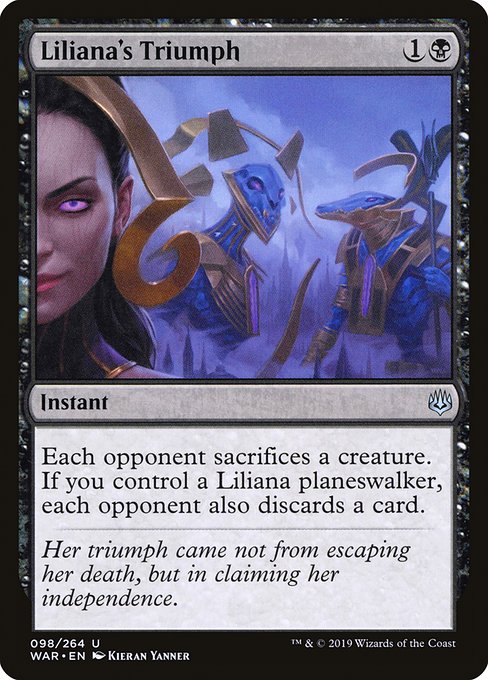 Liliana's Triumph 1
Instant
Each opponent sacrifices a creature.
If you control a Liliana planeswalker,
each opponent also discards a card.
Her triumph came not from escaping
her death, but in claiming her
independence.
098/264 U ™ & © 2019 Wizards of the Coast
WAR • EN Kieran Yanner